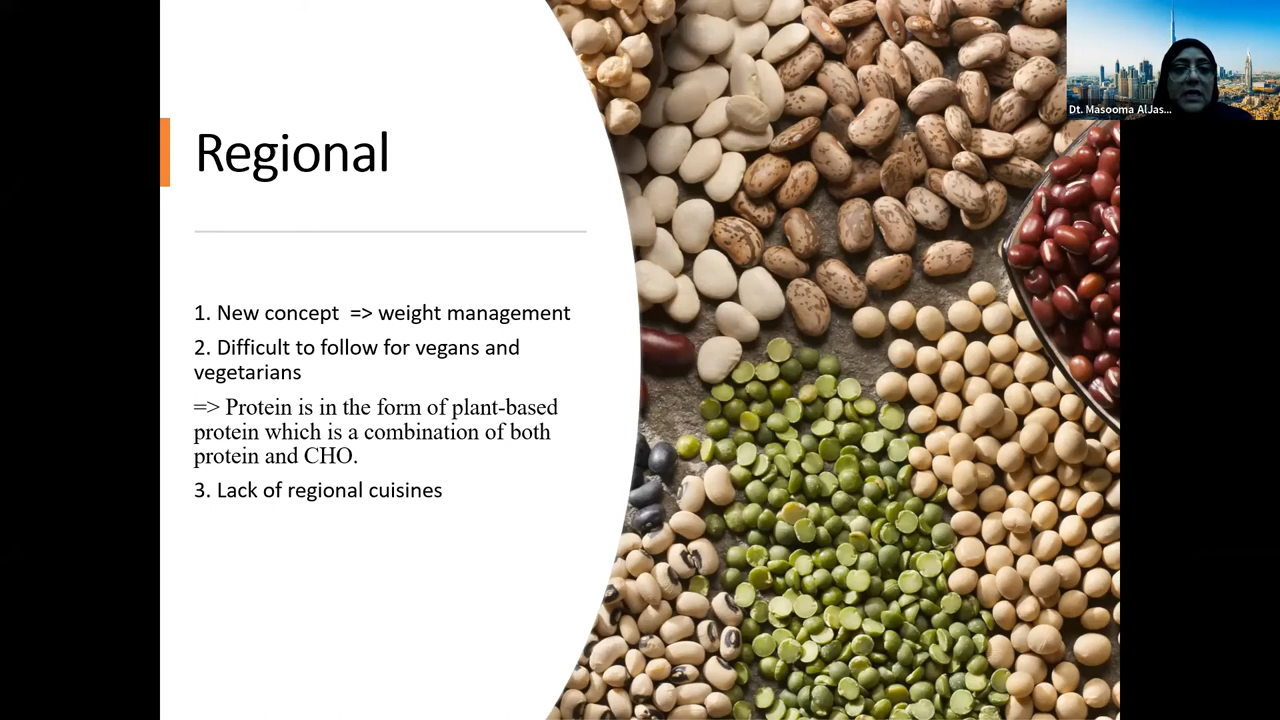 Regional
1. New concept => weight management
2. Difficult to follow for vegans and
vegetarians
=> Protein is in the form of plant-based
protein which is a combination of both
protein and CHO.
3. Lack of regional cuisines
Dt. Masooma AlJas...